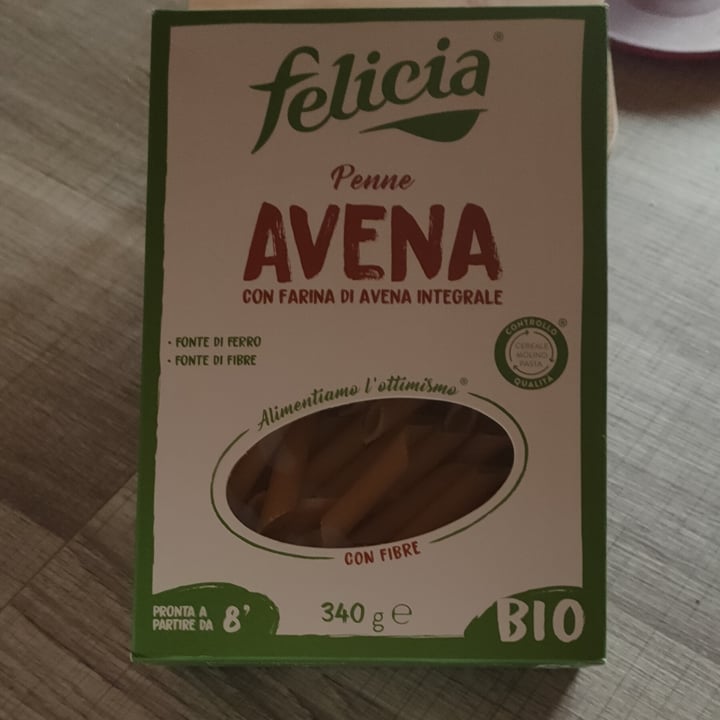 felicia®
Penne
AVENA
CON FARINA DI AVENA INTEGRALE
• FONTE DI FERRO
• FONTE DI FIBRE
CONTROLLO ®
CEREALE
MOLINO
PASTA
QUALITÀ
Alimentiamo l'ottimismo®
CON FIBRE
PRONTA A
PARTIRE DA 8'
340 g e
BIO